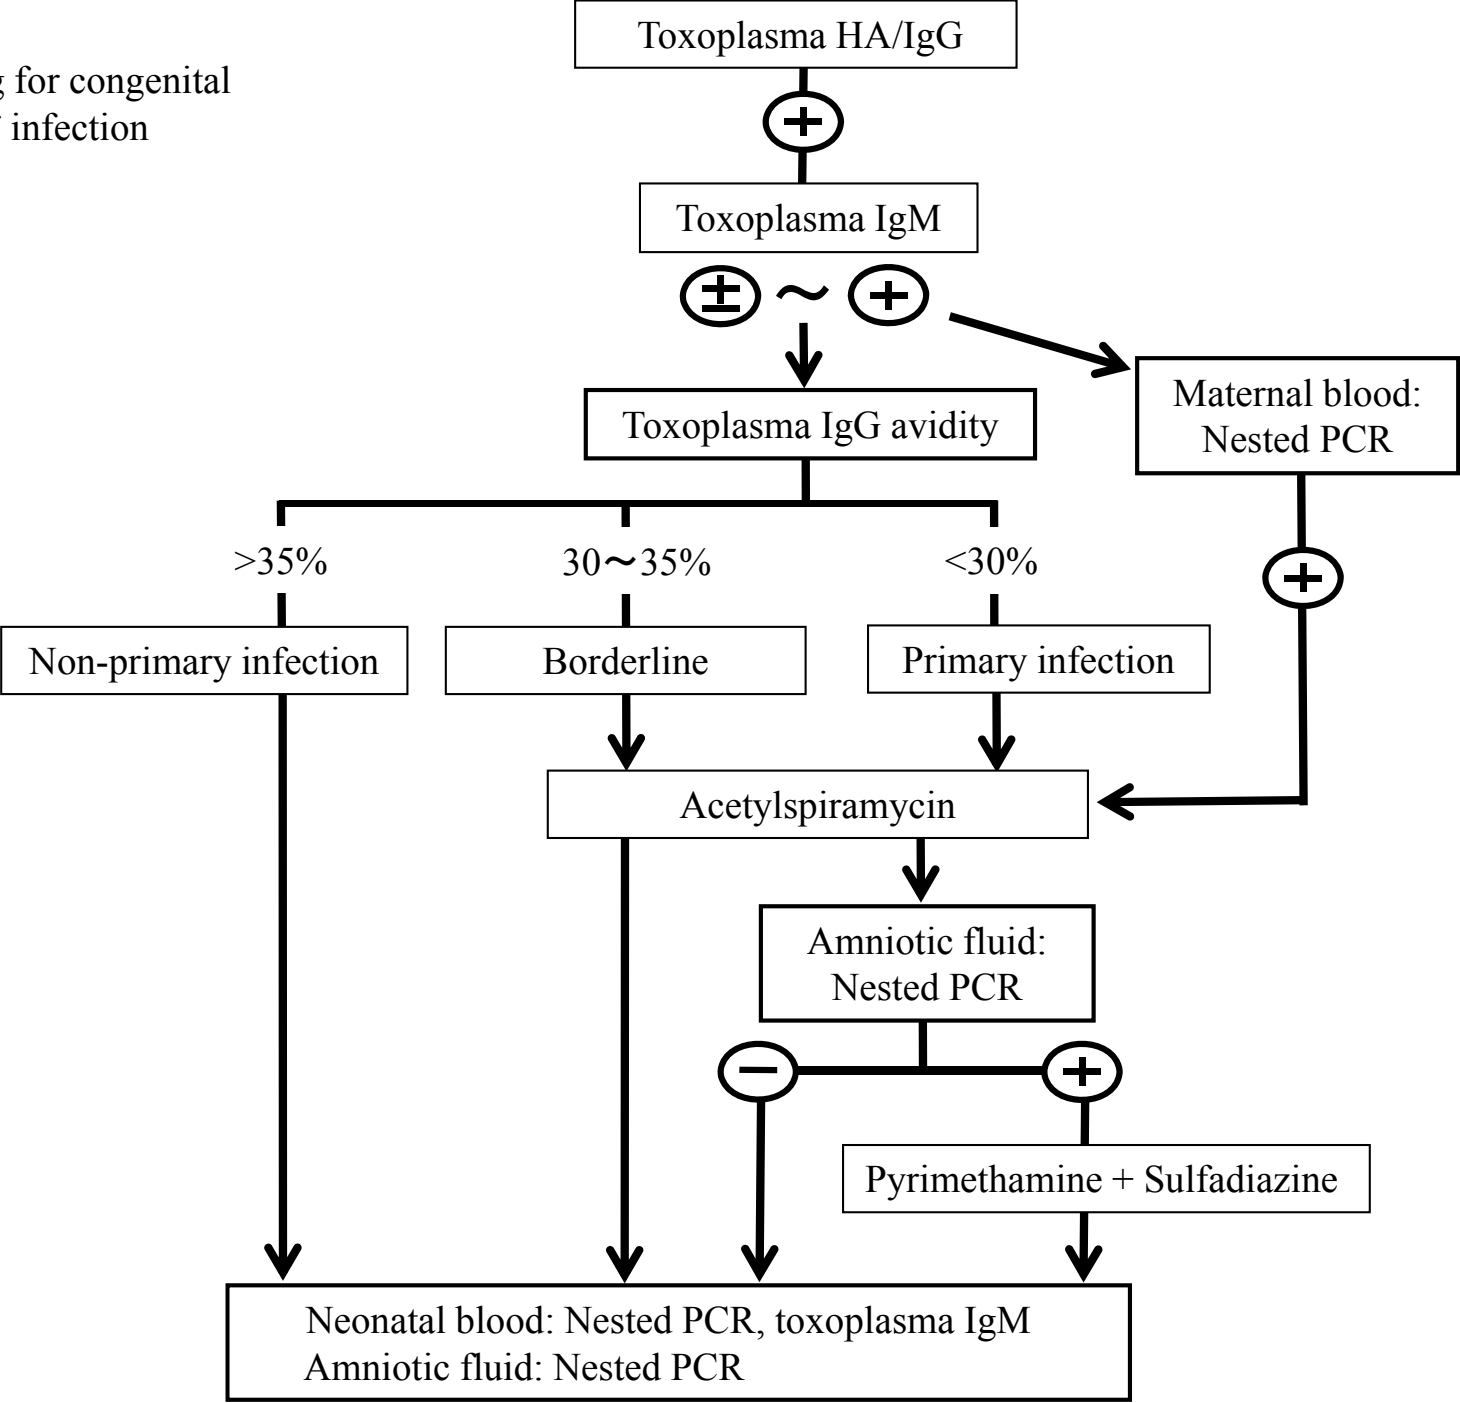 Toxoplasma HA/IgG
for congenital
infection
+
Toxoplasma IgM
± ～ +
Toxoplasma IgG avidity
Maternal blood:
Nested PCR
>35%
30～35%
<30%
+
Non-primary infection
Borderline
Primary infection
Acetylspiramycin
Amniotic fluid:
Nested PCR
−
+
Pyrimethamine + Sulfadiazine
Neonatal blood: Nested PCR, toxoplasma IgM
Amniotic fluid: Nested PCR